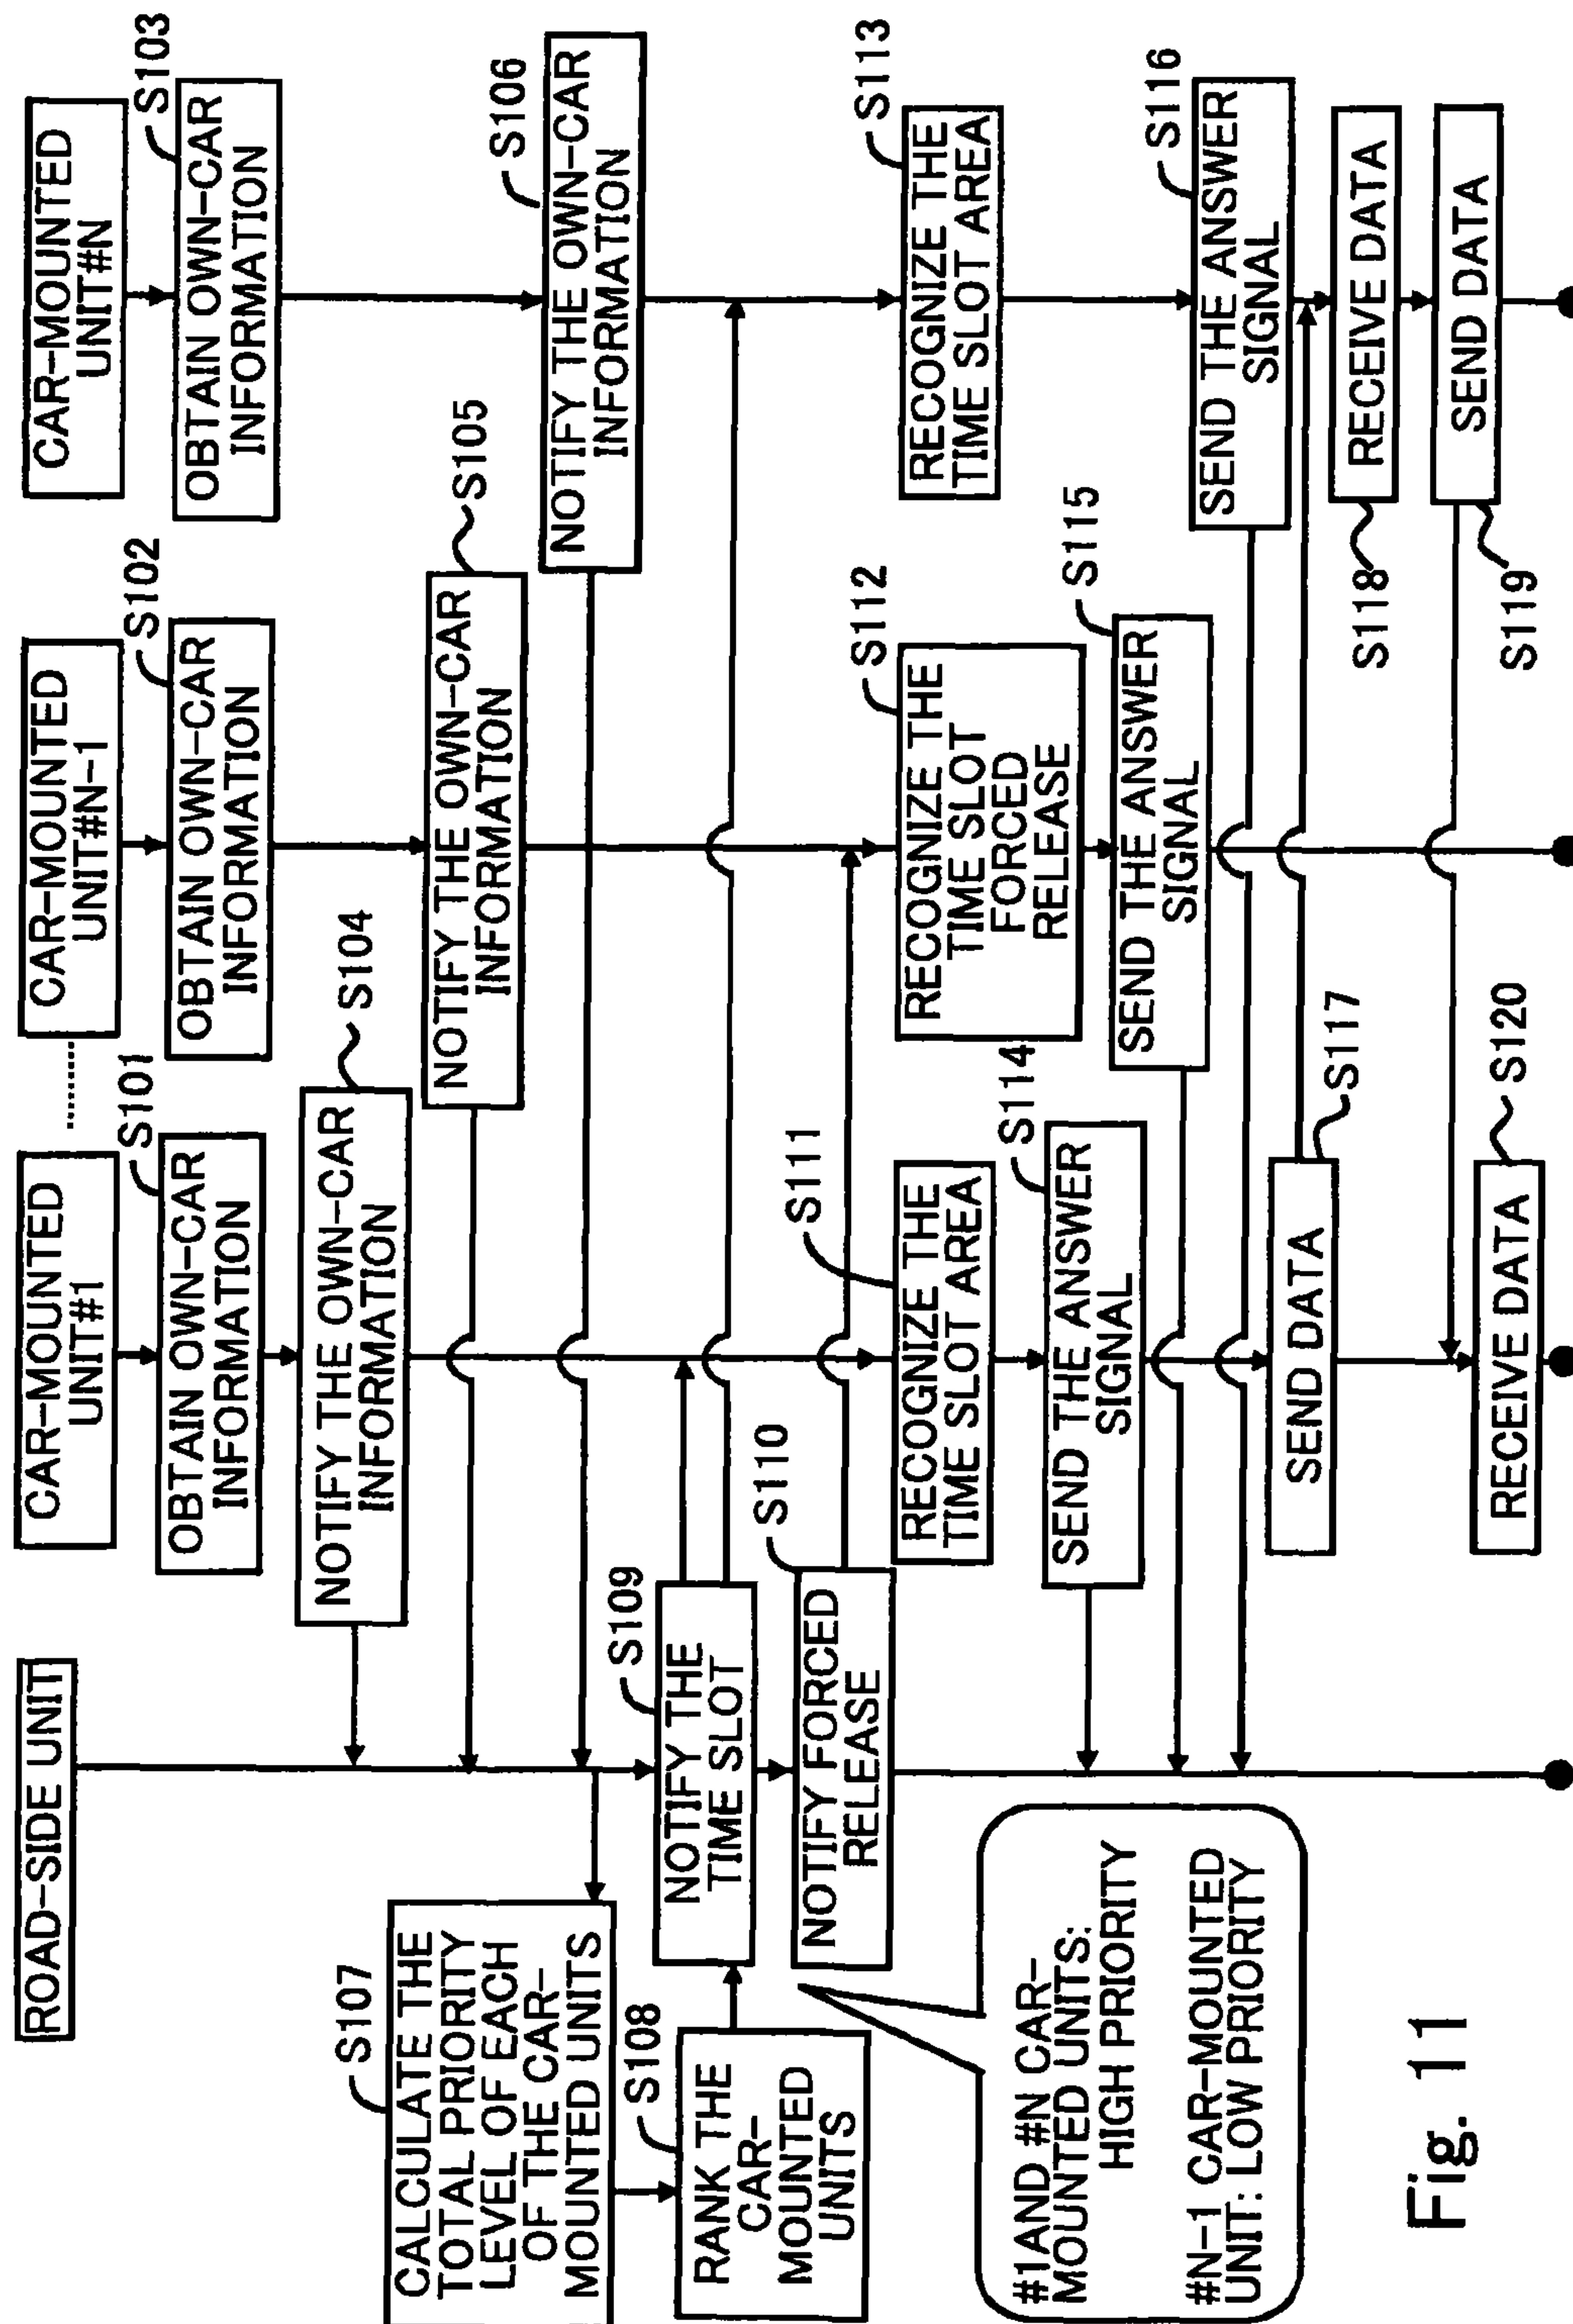 ROAD-SIDE UNIT
CAR-MOUNTED
UNIT#1
CAR-MOUNTED
UNIT#N-1
CAR-MOUNTED
UNIT#N
S101
OBTAIN OWN-CAR
INFORMATION
S102
OBTAIN OWN-CAR
INFORMATION
S103
OBTAIN OWN-CAR
INFORMATION
S104
NOTIFY THE OWN-CAR
INFORMATION
S105
NOTIFY THE OWN-CAR
INFORMATION
S106
NOTIFY THE OWN-CAR
INFORMATION
S107
CALCULATE THE
TOTAL PRIORITY
LEVEL OF EACH
OF THE CAR-
MOUNTED UNITS
S108
RANK THE
CAR-
MOUNTED
UNITS
S109
NOTIFY THE
TIME SLOT
S110
NOTIFY FORCED
RELEASE
S111
RECOGNIZE THE
TIME SLOT AREA
S112
RECOGNIZE THE
TIME SLOT
FORCED
RELEASE
S113
RECOGNIZE THE
TIME SLOT AREA
#1AND #N CAR-
MOUNTED UNITS:
HIGH PRIORITY
#N-1 CAR-MOUNTED
UNIT: LOW PRIORITY
S114
SEND THE ANSWER
SIGNAL
S115
SEND THE ANSWER
SIGNAL
S116
SEND THE ANSWER
SIGNAL
SEND DATA
S117
RECEIVE DATA
S118
SEND DATA
S119
RECEIVE DATA
S120
Fig. 11